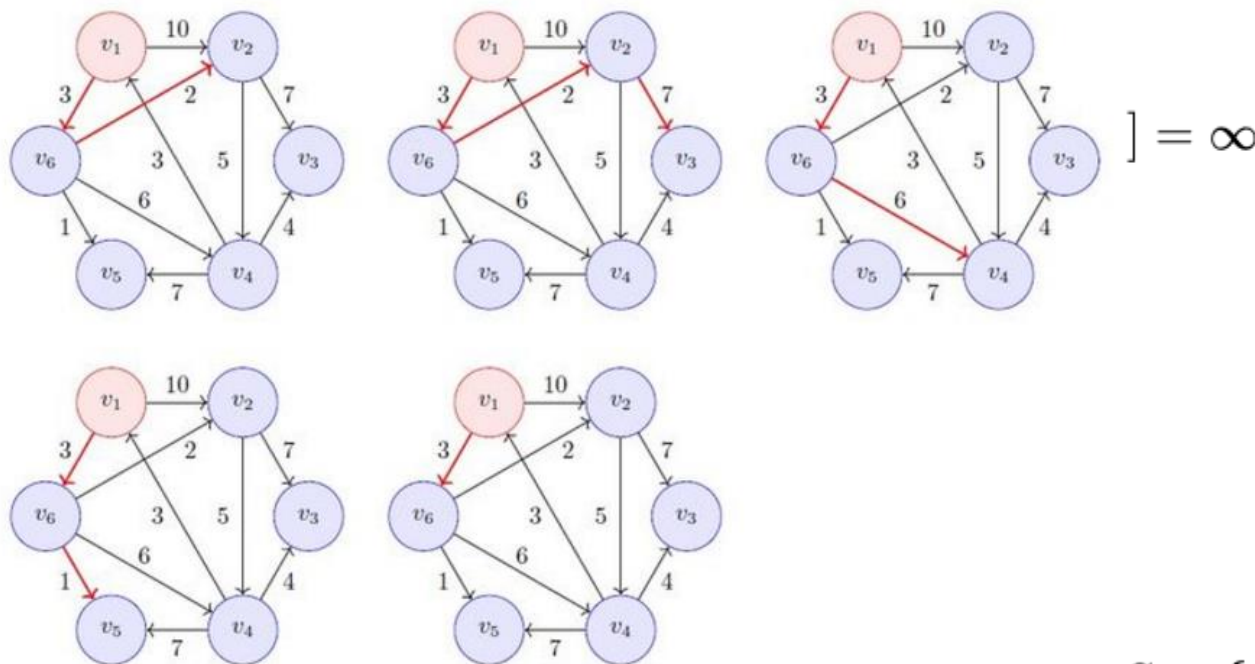 v₁ 10 v₂ v₁ 10 v₂ v₁ 10 v₂
3 2 7 3 2 7 3 2 7
v₆ 3 5 v₃ v₆ 3 5 v₃ v₆ 3 5 v₃ ] = ∞
1 6 4 1 6 4 1 6 4
v₅ 7 v₄ v₅ 7 v₄ v₅ 7 v₄
v₁ 10 v₂ v₁ 10 v₂
3 2 7 3 2 7
v₆ 3 5 v₃ v₆ 3 5 v₃
1 6 4 1 6 4
v₅ 7 v₄ v₅ 7 v₄